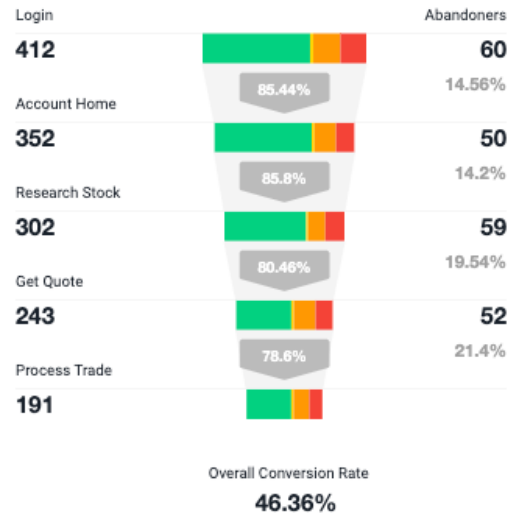 Login Abandoners
412 60
85.44% 14.56%
Account Home
352 50
85.8% 14.2%
Research Stock
302 59
80.46% 19.54%
Get Quote
243 52
78.6% 21.4%
Process Trade
191
Overall Conversion Rate
46.36%